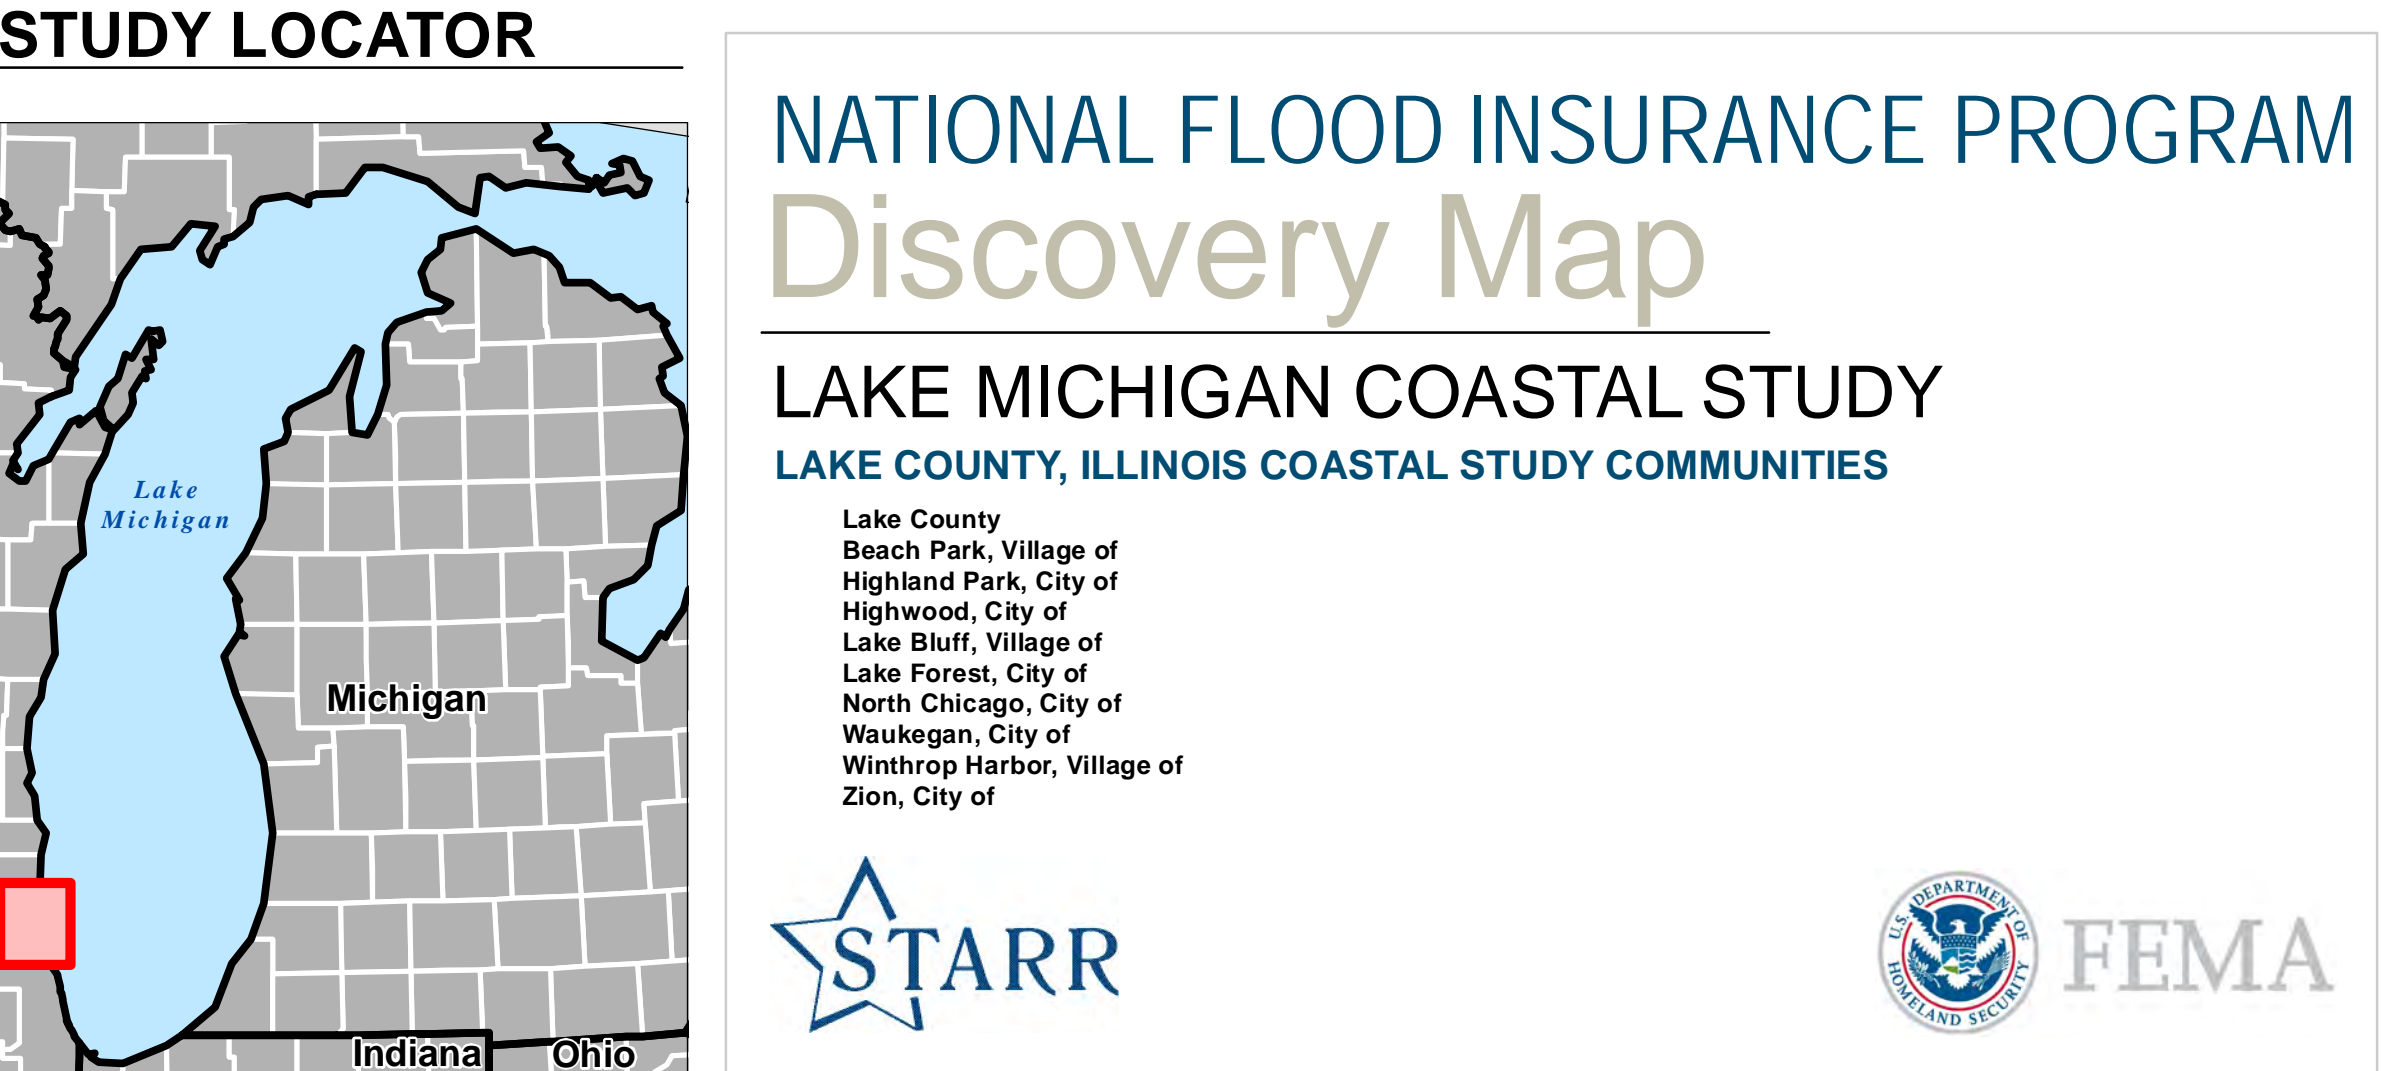 STUDY LOCATOR
Lake
Michigan
Michigan
Indiana
Ohio
NATIONAL FLOOD INSURANCE PROGRAM
Discovery Map
LAKE MICHIGAN COASTAL STUDY
LAKE COUNTY, ILLINOIS COASTAL STUDY COMMUNITIES
Lake County
Beach Park, Village of
Highland Park, City of
Highwood, City of
Lake Bluff, Village of
Lake Forest, City of
North Chicago, City of
Waukegan, City of
Winthrop Harbor, Village of
Zion, City of
STARR
U.S. DEPARTMENT OF
HOMELAND SECURITY
FEMA